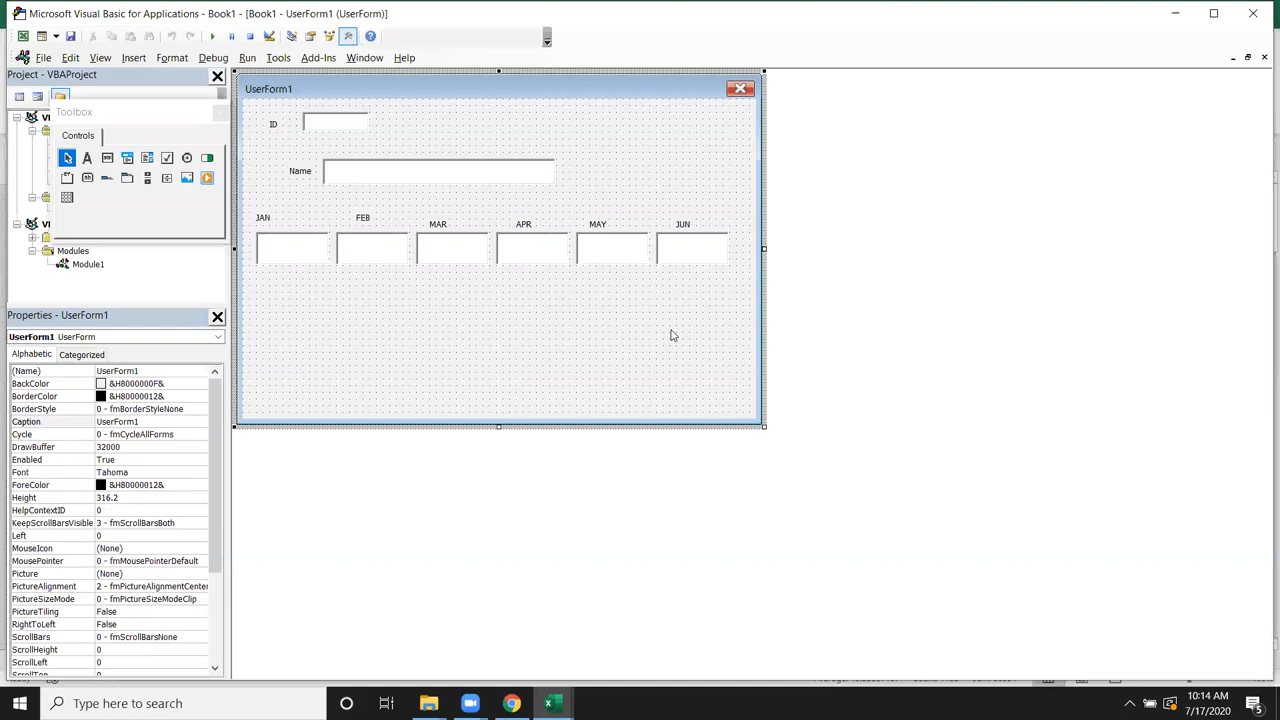 Microsoft Visual Basic for Applications - Book1 - [Book1 - UserForm1 (UserForm)]
File Edit View Insert Format Debug Run Tools Add-Ins Window Help
Project - VBAProject
Toolbox
Controls
Modules
Module1
UserForm1
ID
Name
JAN FEB MAR APR MAY JUN
Properties - UserForm1
UserForm1 UserForm
Alphabetic Categorized
(Name) UserForm1
BackColor &H8000000F&
BorderColor &H80000012&
BorderStyle 0 - fmBorderStyleNone
Caption UserForm1
Cycle 0 - fmCycleAllForms
DrawBuffer 32000
Enabled True
Font Tahoma
ForeColor &H80000012&
Height 316.2
HelpContextID 0
KeepScrollBarsVisible 3 - fmScrollBarsBoth
Left 0
MouseIcon (None)
MousePointer 0 - fmMousePointerDefault
Picture (None)
PictureAlignment 2 - fmPictureAlignmentCenter
PictureSizeMode 0 - fmPictureSizeModeClip
PictureTiling False
RightToLeft False
ScrollBars 0 - fmScrollBarsNone
ScrollHeight 0
ScrollLeft 0
Type here to search
10:14 AM
7/17/2020
5